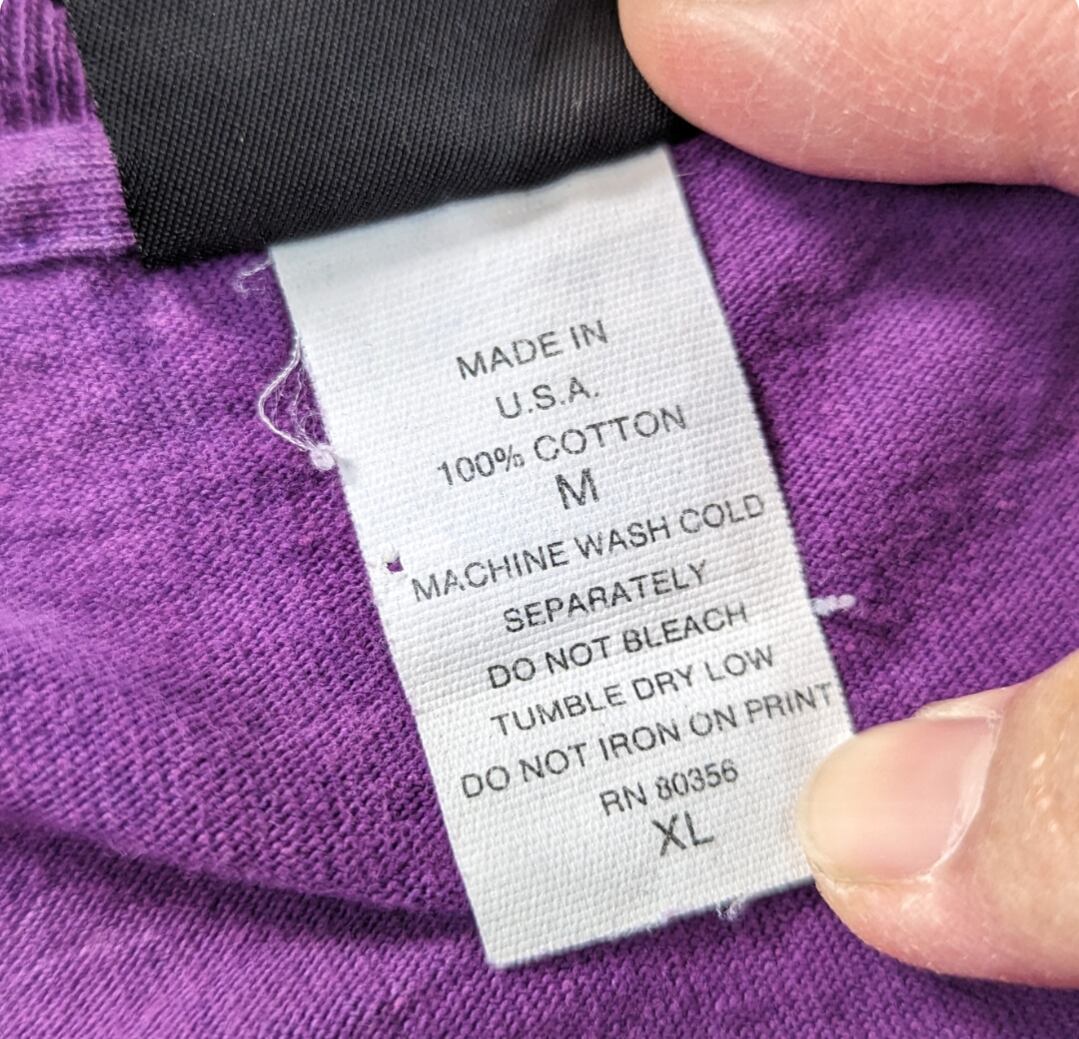 MADE IN
U.S.A.
100% COTTON
M
MACHINE WASH COLD
SEPARATELY
DO NOT BLEACH
TUMBLE DRY LOW
DO NOT IRON ON PRINT
RN 80356
XL